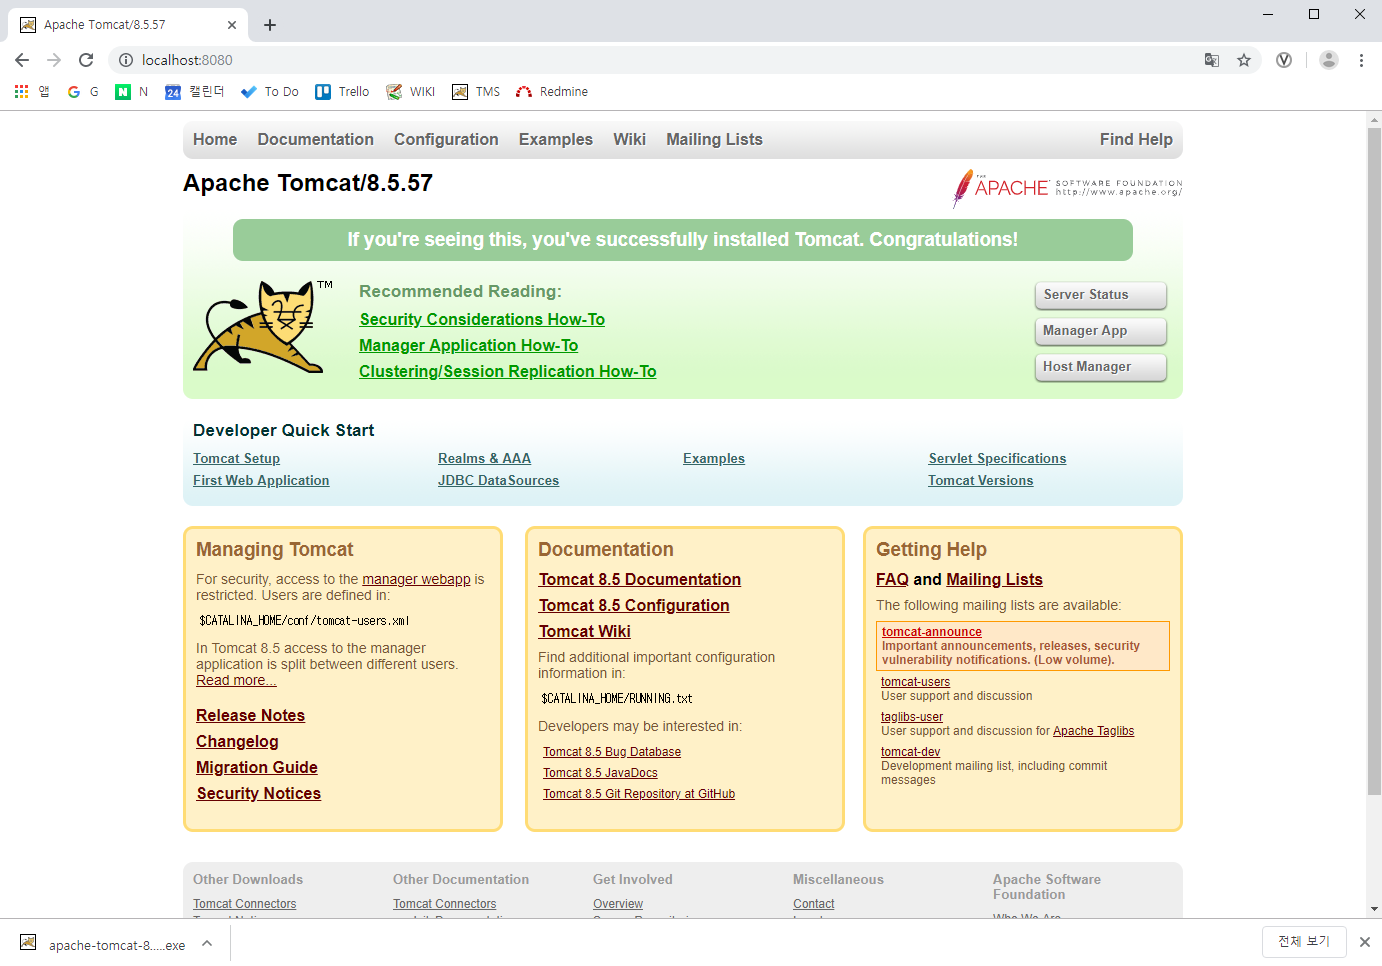 Apache Tomcat/8.5.57
localhost:8080
앱 G N 24 캘린더 To Do Trello WIKI TMS Redmine
Home Documentation Configuration Examples Wiki Mailing Lists Find Help
Apache Tomcat/8.5.57
THE APACHE SOFTWARE FOUNDATION
http://www.apache.org/
If you're seeing this, you've successfully installed Tomcat. Congratulations!
TM
Recommended Reading:
Security Considerations How-To
Manager Application How-To
Clustering/Session Replication How-To
Server Status
Manager App
Host Manager
Developer Quick Start
Tomcat Setup
First Web Application
Realms & AAA
JDBC DataSources
Examples
Servlet Specifications
Tomcat Versions
Managing Tomcat
For security, access to the manager webapp is
restricted. Users are defined in:
$CATALINA_HOME/conf/tomcat-users.xml
In Tomcat 8.5 access to the manager
application is split between different users.
Read more...
Release Notes
Changelog
Migration Guide
Security Notices
Documentation
Tomcat 8.5 Documentation
Tomcat 8.5 Configuration
Tomcat Wiki
Find additional important configuration
information in:
$CATALINA_HOME/RUNNING.txt
Developers may be interested in:
Tomcat 8.5 Bug Database
Tomcat 8.5 JavaDocs
Tomcat 8.5 Git Repository at GitHub
Getting Help
FAQ and Mailing Lists
The following mailing lists are available:
tomcat-announce
Important announcements, releases, security
vulnerability notifications. (Low volume).
tomcat-users
User support and discussion
taglibs-user
User support and discussion for Apache Taglibs
tomcat-dev
Development mailing list, including commit
messages
Other Downloads
Tomcat Connectors
Other Documentation
Tomcat Connectors
Get Involved
Overview
Miscellaneous
Contact
Apache Software
Foundation
Who We Are
apache-tomcat-8.....exe
전체 보기